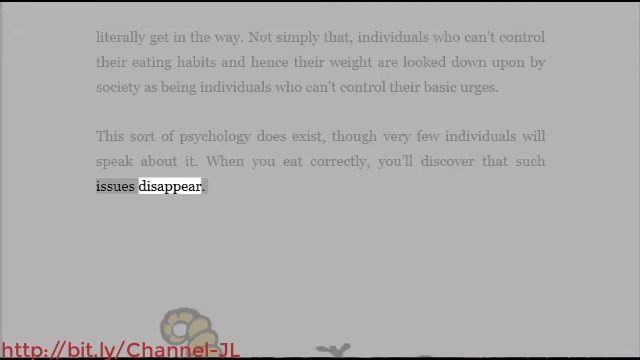 literally get in the way. Not simply that, individuals who can't control
their eating habits and hence their weight are looked down upon by
society as being individuals who can't control their basic urges.
This sort of psychology does exist, though very few individuals will
speak about it. When you eat correctly, you'll discover that such
issues disappear.
http://bit.ly/Channel-JL